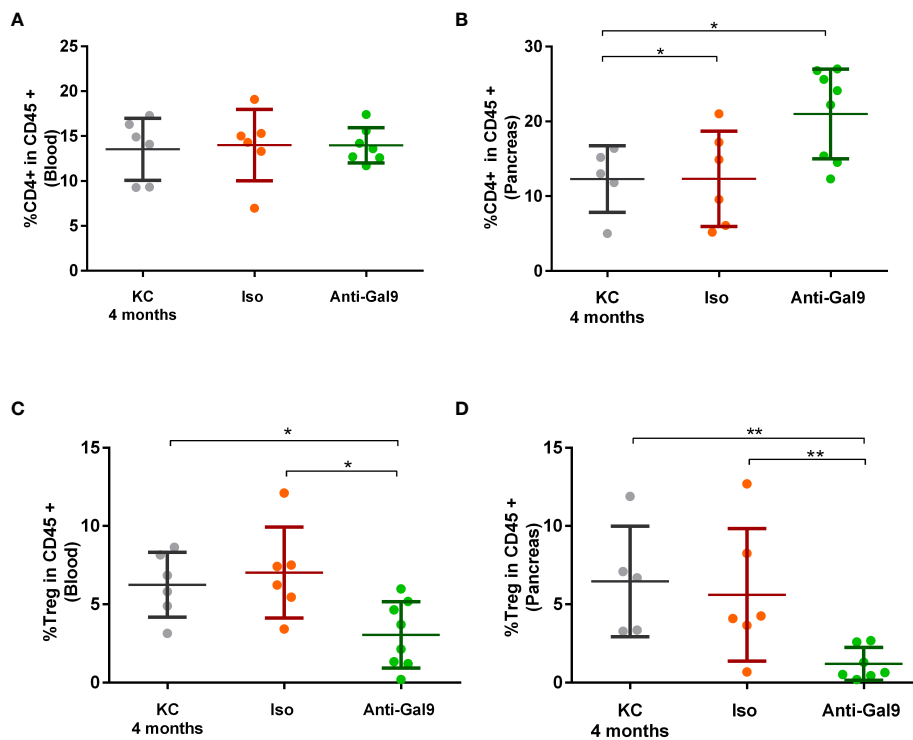 A
%CD4+ in CD45 +
(Blood)
25
20
15
10
5
0
KC
4 months
Iso
Anti-Gal9
B
%CD4+ in CD45 +
(Pancreas)
30
20
10
0
*
*
KC
4 months
Iso
Anti-Gal9
C
%Treg in CD45 +
(Blood)
15
10
5
0
*
*
KC
4 months
Iso
Anti-Gal9
D
%Treg in CD45 +
(Pancreas)
15
10
5
0
**
**
KC
4 months
Iso
Anti-Gal9